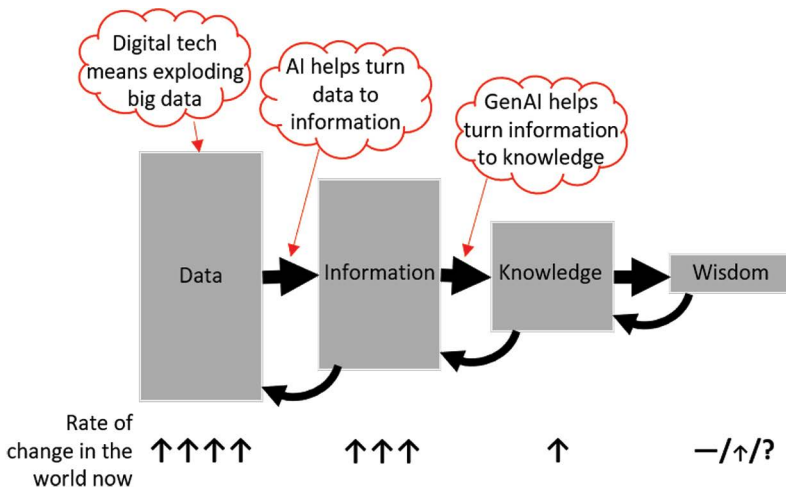 Digital tech
means exploding
big data
AI helps turn
data to
information
GenAI helps
turn information
to knowledge
Data
Information
Knowledge
Wisdom
Rate of
change in the
world now
↑↑↑↑
↑↑↑
↑
—/↑/?